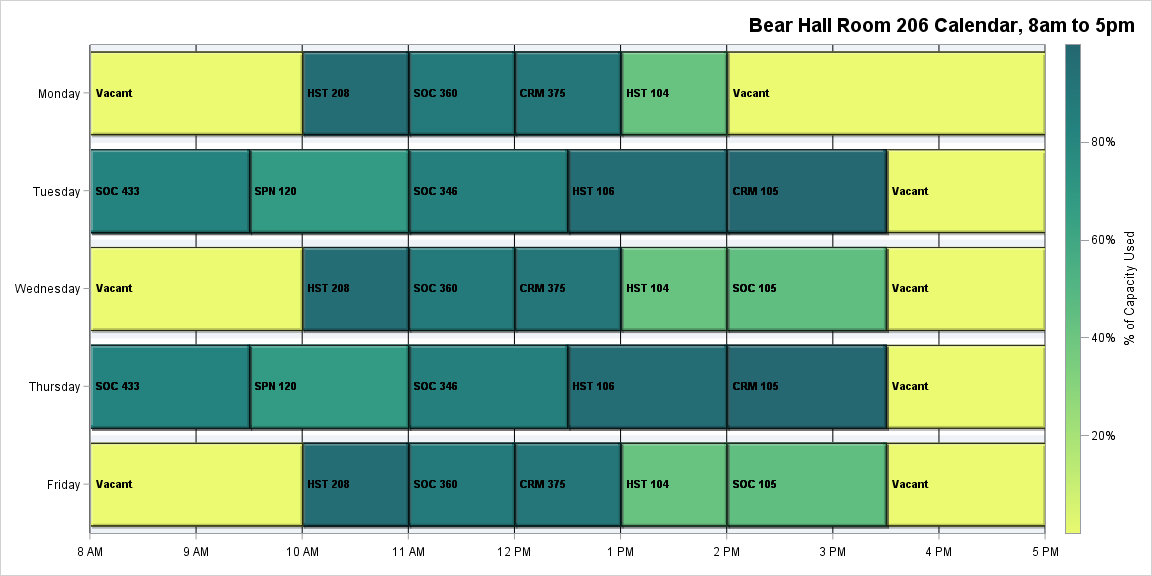 Bear Hall Room 206 Calendar, 8am to 5pm
Monday
Vacant
HST 208
SOC 360
CRM 375
HST 104
Vacant
Tuesday
SOC 433
SPN 120
SOC 346
HST 106
CRM 105
Vacant
Wednesday
Vacant
HST 208
SOC 360
CRM 375
HST 104
SOC 105
Vacant
Thursday
SOC 433
SPN 120
SOC 346
HST 106
CRM 105
Vacant
Friday
Vacant
HST 208
SOC 360
CRM 375
HST 104
SOC 105
Vacant
8 AM
9 AM
10 AM
11 AM
12 PM
1 PM
2 PM
3 PM
4 PM
5 PM
80%
60%
40%
20%
% of Capacity Used